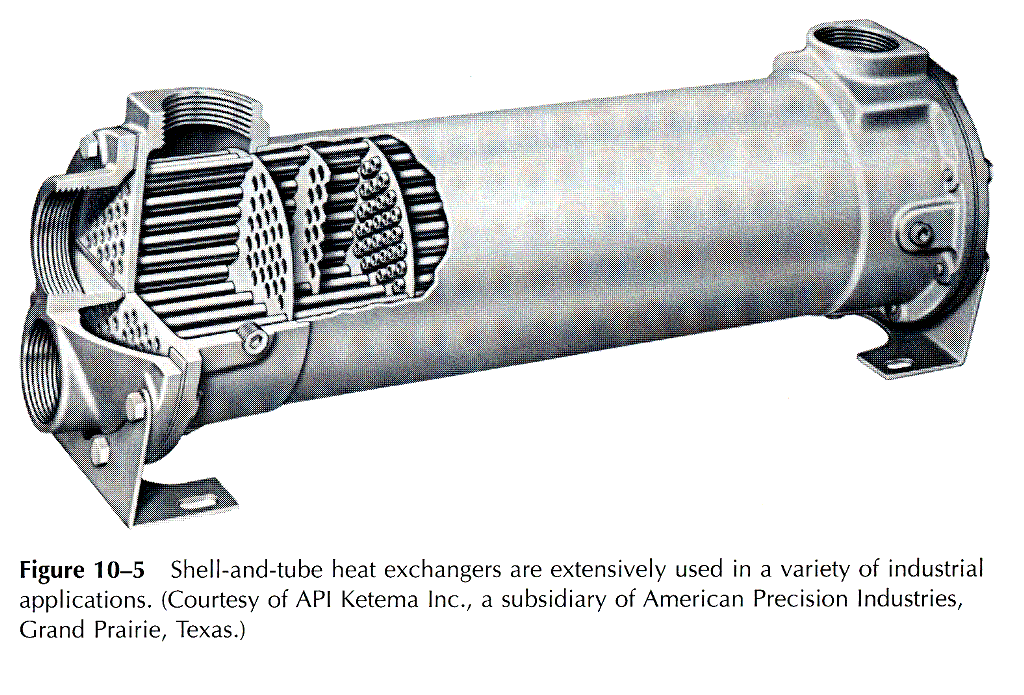 Figure 10–5 Shell-and-tube heat exchangers are extensively used in a variety of industrial
applications. (Courtesy of API Ketema Inc., a subsidiary of American Precision Industries,
Grand Prairie, Texas.)